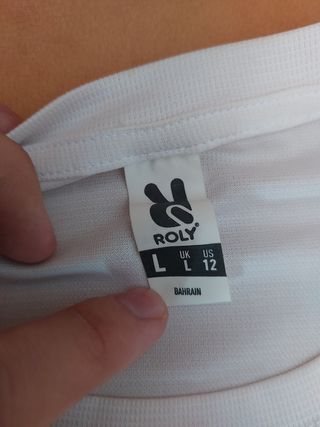 ROLY®
L UK US
L 12
BAHRAIN